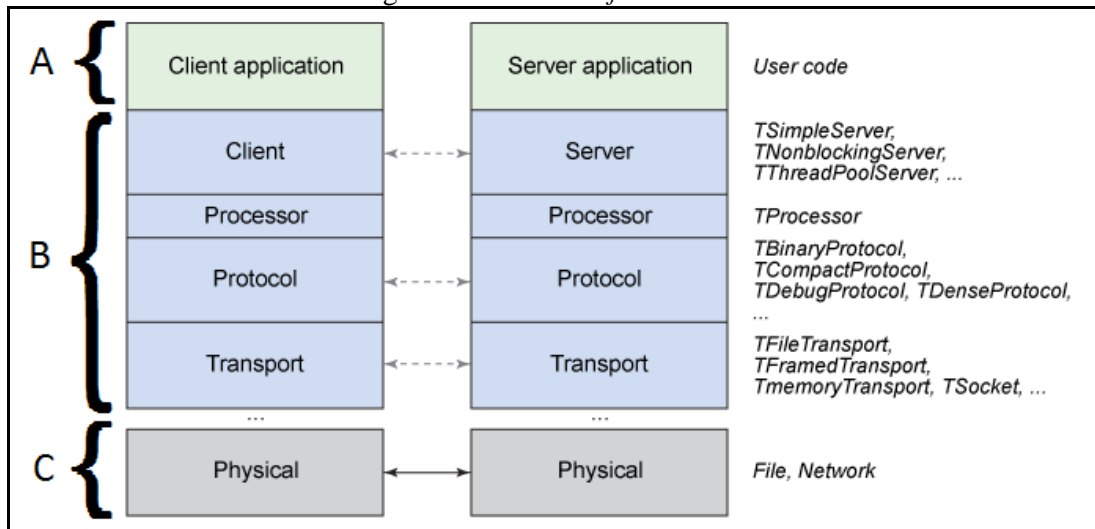 A
Client application
Server application
User code
B
Client
Server
TSimpleServer,
TNonblockingServer,
TThreadPoolServer, ...
Processor
Processor
TProcessor
Protocol
Protocol
TBinaryProtocol,
TCompactProtocol,
TDebugProtocol, TDenseProtocol,
...
Transport
Transport
TFileTransport,
TFramedTransport,
TmemoryTransport, TSocket, ...
...
...
C
Physical
Physical
File, Network